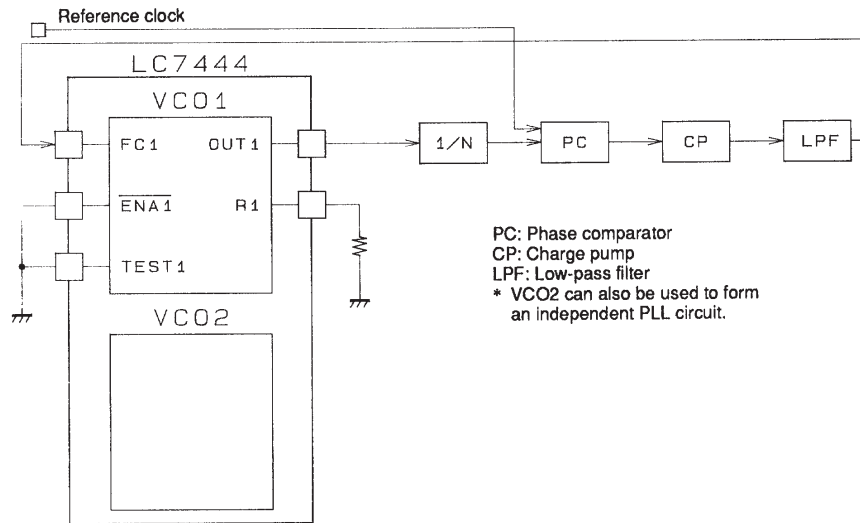 Reference clock
LC7444
VCO1
FC1
OUT1
ENA1
R1
TEST1
1/N
PC
CP
LPF
PC: Phase comparator
CP: Charge pump
LPF: Low-pass filter
* VCO2 can also be used to form
an independent PLL circuit.
VCO2